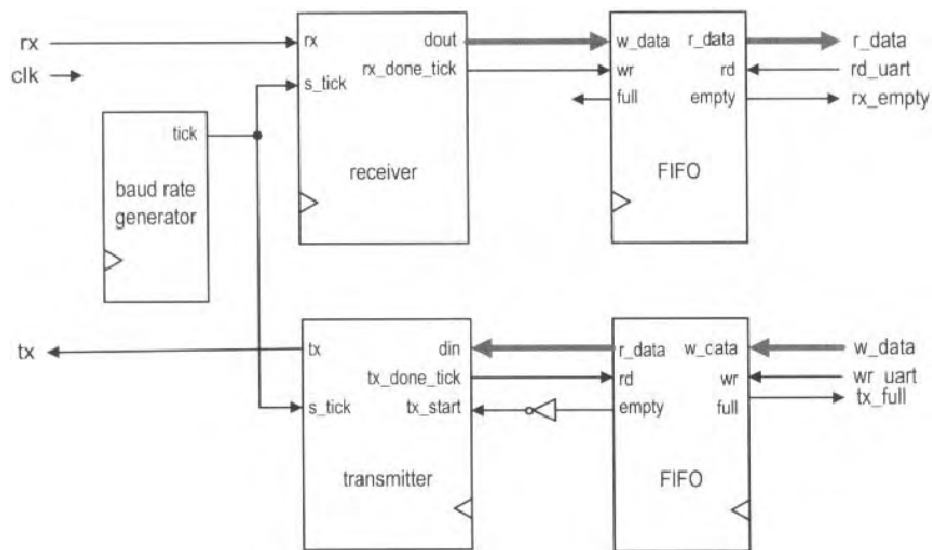 rx
clk
rx
dout
rx_done_tick
s_tick
receiver
w_data
r_data
wr
rd
full
empty
FIFO
r_data
rd_uart
rx_empty
tick
baud rate
generator
tx
tx
din
tx_done_tick
s_tick
tx_start
transmitter
r_data
w_cata
rd
wr
empty
full
FIFO
w_data
wr_uart
tx_full